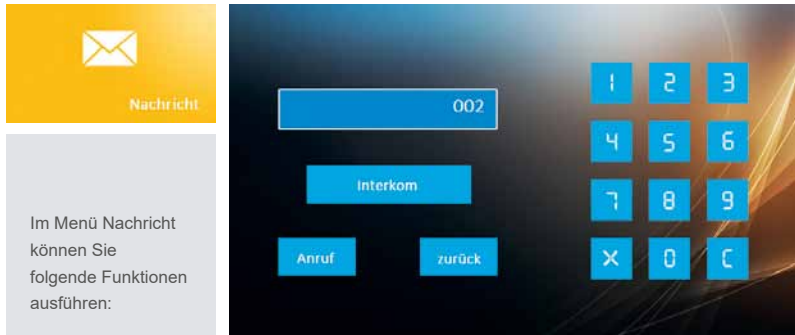 Nachricht
Im Menü Nachricht
können Sie
folgende Funktionen
ausführen:
002
Interkom
Anruf
zurück
1 2 3
4 5 6
7 8 9
X 0 C